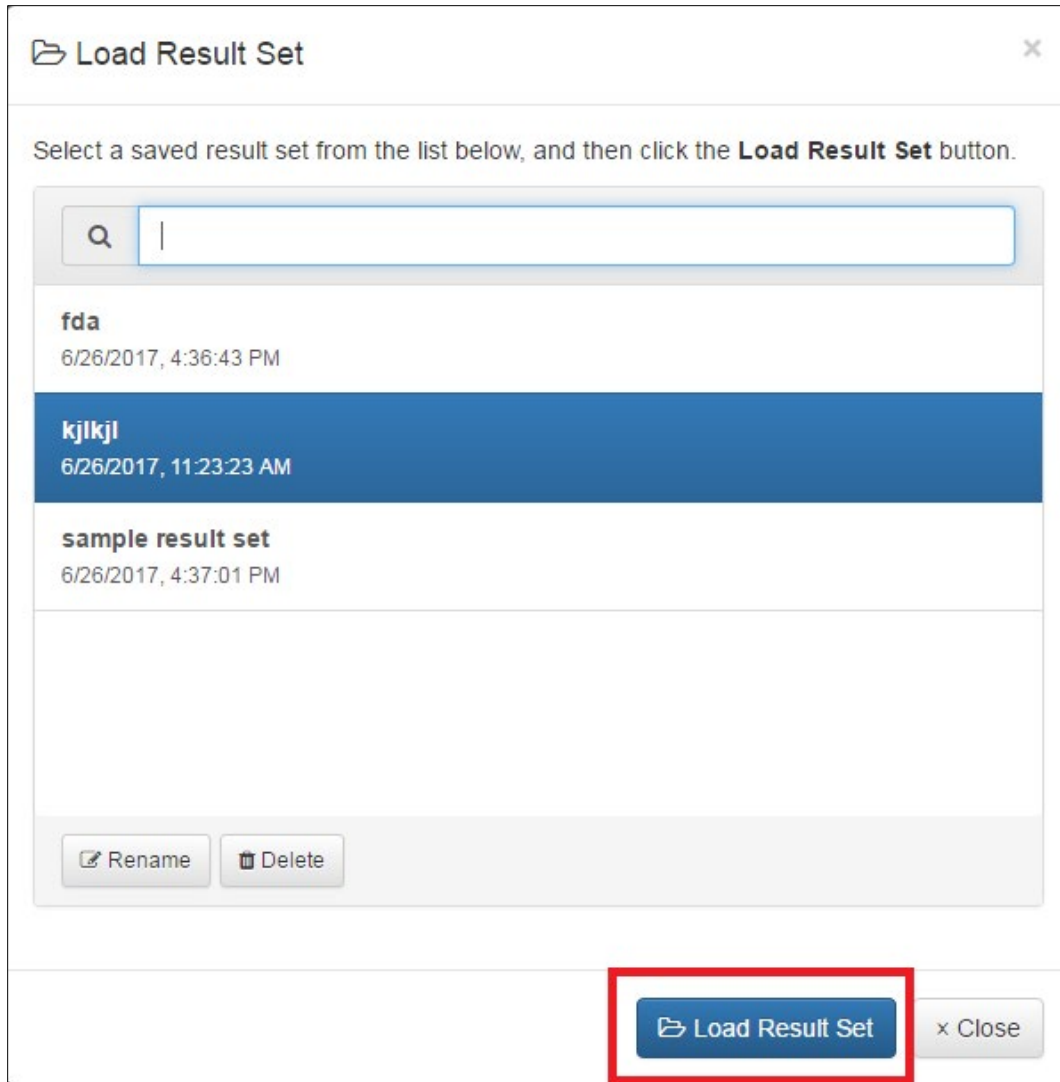 Load Result Set
×
Select a saved result set from the list below, and then click the Load Result Set button.
fda
6/26/2017, 4:36:43 PM
kjlkjl
6/26/2017, 11:23:23 AM
sample result set
6/26/2017, 4:37:01 PM
Rename Delete
Load Result Set × Close